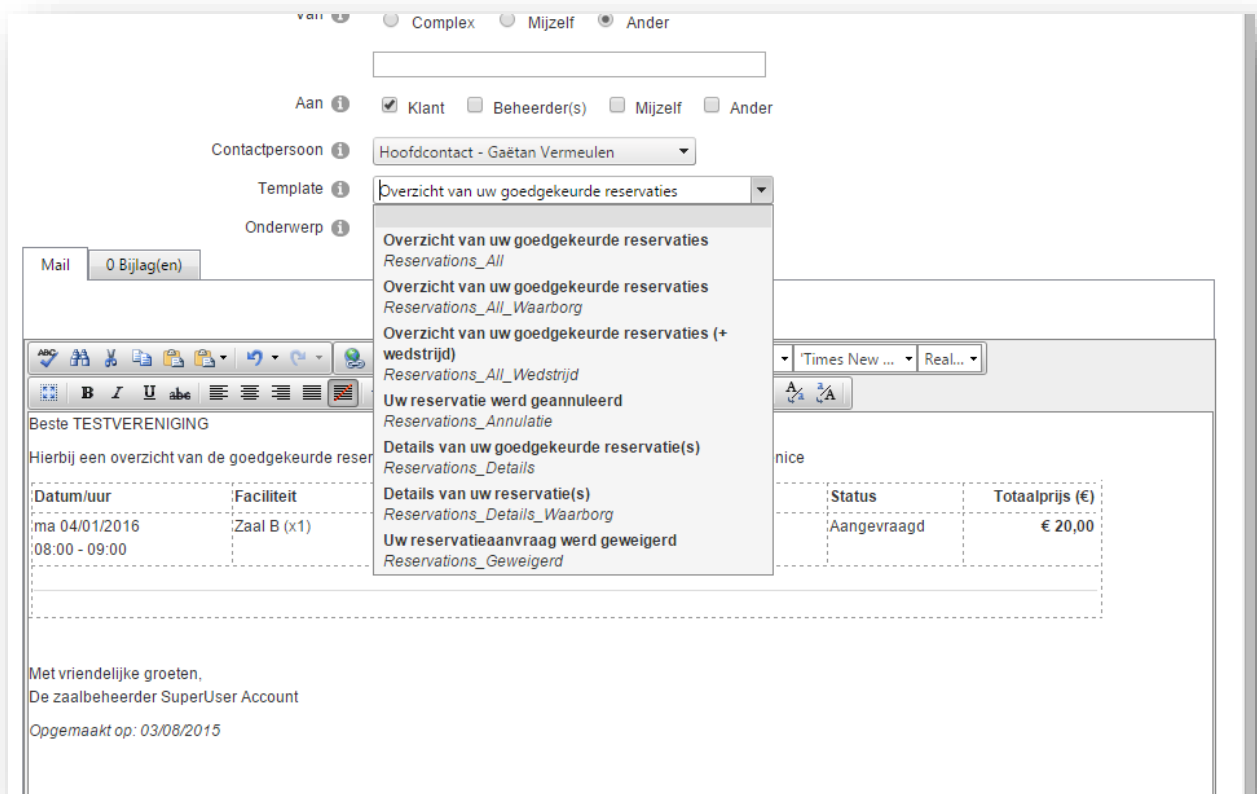 Van Complex Mijzelf Ander
Aan Klant Beheerder(s) Mijzelf Ander
Contactpersoon Hoofdcontact - Gaëtan Vermeulen
Template Overzicht van uw goedgekeurde reservaties
Onderwerp
Overzicht van uw goedgekeurde reservaties
Reservations_All
Overzicht van uw goedgekeurde reservaties
Reservations_All_Waarborg
Overzicht van uw goedgekeurde reservaties (+
wedstrijd)
Reservations_All_Wedstrijd
Uw reservatie werd geannuleerd
Reservations_Annulatie
Details van uw goedgekeurde reservatie(s)
Reservations_Details
Details van uw reservatie(s)
Reservations_Details_Waarborg
Uw reservatieaanvraag werd geweigerd
Reservations_Geweigerd
Mail 0 Bijlag(en)
ABC 'Times New ... Real...
B I U abc
Beste TESTVERENIGING
Hierbij een overzicht van de goedgekeurde reser nice
Datum/uur Faciliteit Status Totaalprijs (€)
ma 04/01/2016 Zaal B (x1) Aangevraagd € 20,00
08:00 - 09:00
Met vriendelijke groeten,
De zaalbeheerder SuperUser Account
Opgemaakt op: 03/08/2015